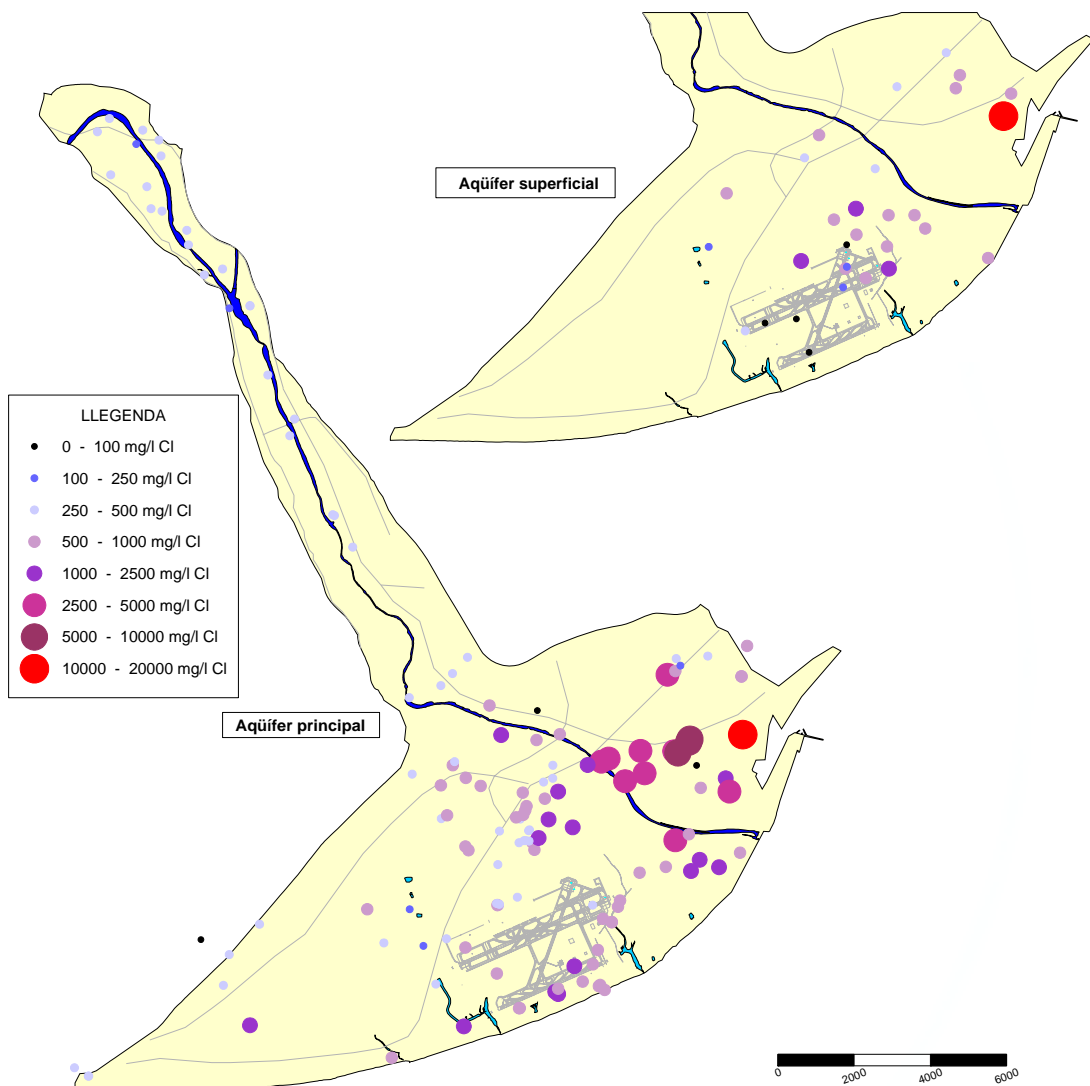 Aqüífer superficial
LLEGENDA
0 - 100 mg/l Cl
100 - 250 mg/l Cl
250 - 500 mg/l Cl
500 - 1000 mg/l Cl
1000 - 2500 mg/l Cl
2500 - 5000 mg/l Cl
5000 - 10000 mg/l Cl
10000 - 20000 mg/l Cl
Aqüífer principal
0 2000 4000 6000